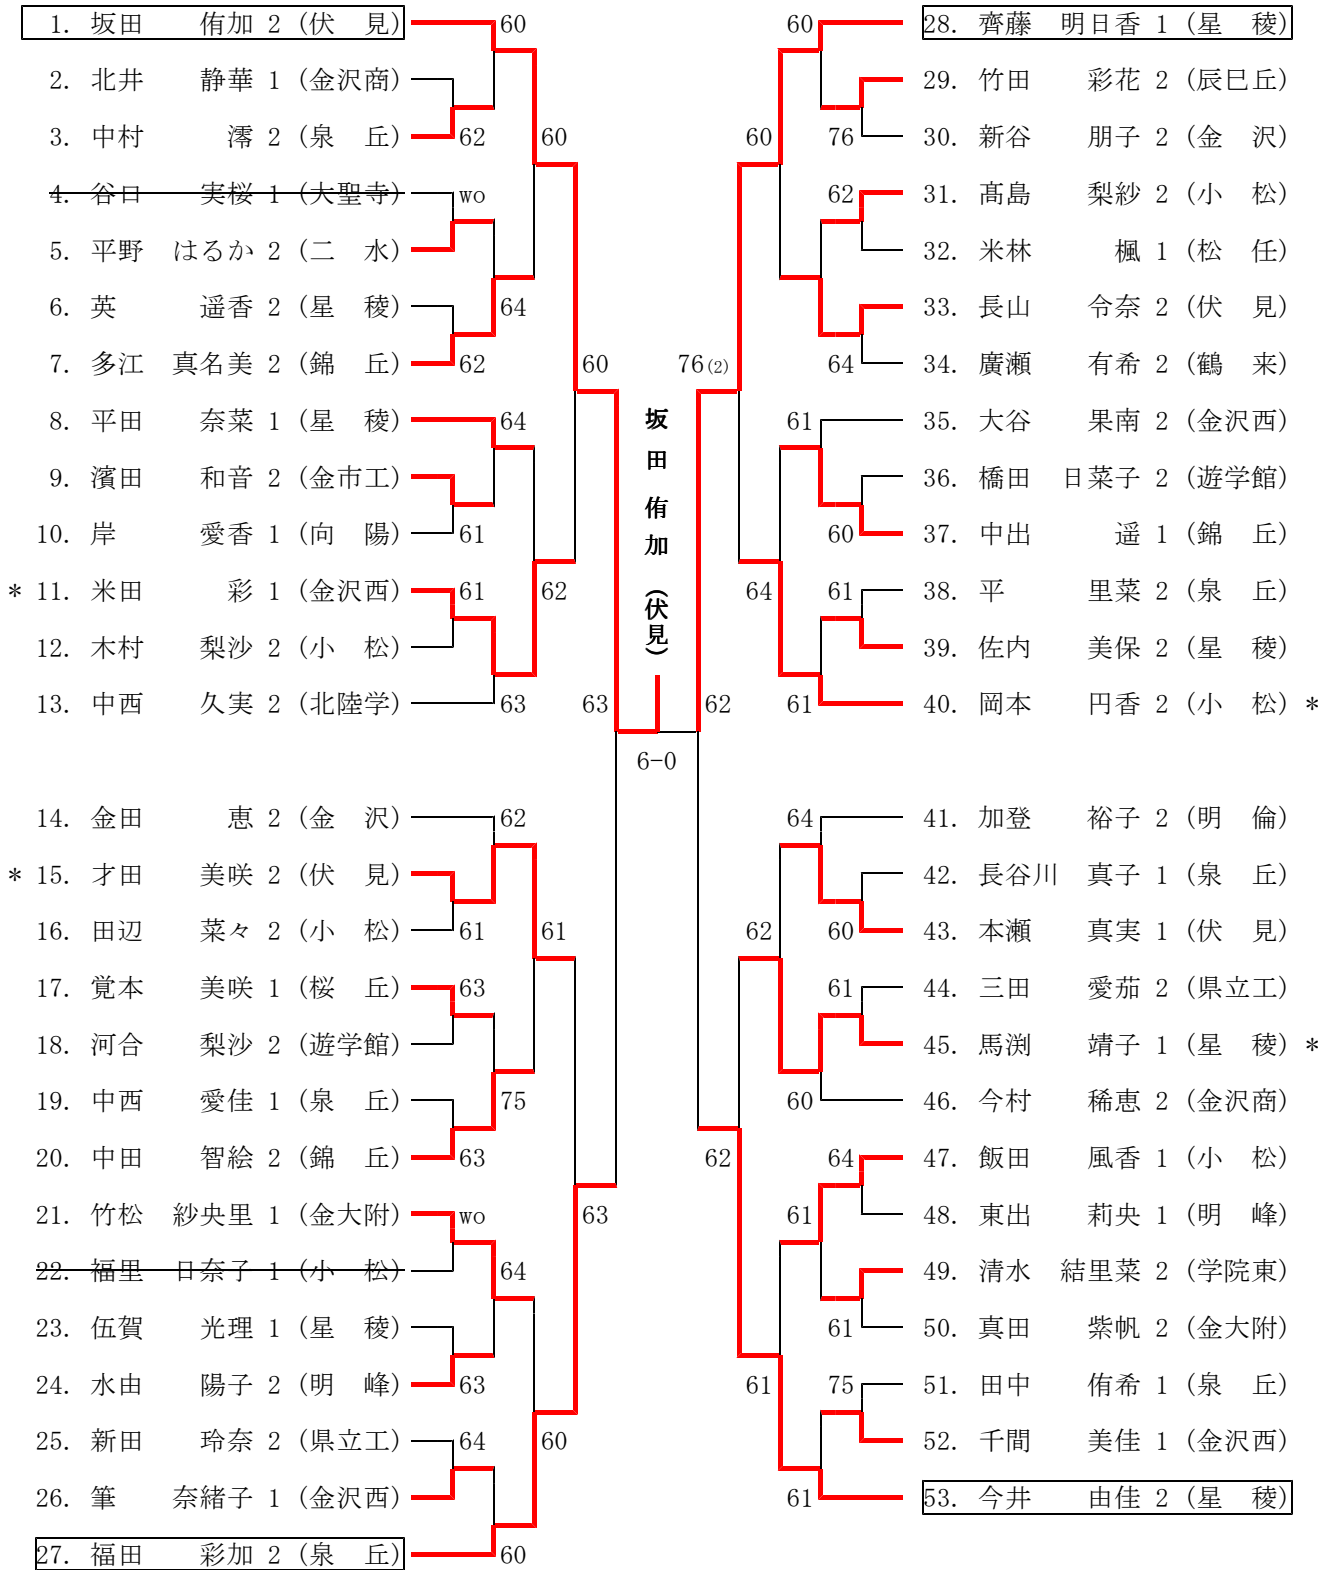 1. 坂田 侑加 2 (伏 見) 60
2. 北井 静華 1 (金沢商)
3. 中村 澪 2 (泉 丘) 62 60
4. 谷口 実桜 1 (大聖寺) wo
5. 平野 はるか 2 (二 水)
6. 英 遥香 2 (星 稜) 64
7. 多江 真名美 2 (錦 丘) 62 60
8. 平田 奈菜 1 (星 稜) 64
9. 濱田 和音 2 (金市工)
10. 岸 愛香 1 (向 陽) 61
* 11. 米田 彩 1 (金沢西) 61 62
12. 木村 梨沙 2 (小 松)
13. 中西 久実 2 (北陸学) 63 63
14. 金田 恵 2 (金 沢) 62
* 15. 才田 美咲 2 (伏 見)
16. 田辺 菜々 2 (小 松) 61 61
17. 覚本 美咲 1 (桜 丘) 63
18. 河合 梨沙 2 (遊学館)
19. 中西 愛佳 1 (泉 丘) 75
20. 中田 智絵 2 (錦 丘) 63
21. 竹松 紗央里 1 (金大附) wo 63
22. 福里 日奈子 1 (小 松) 64
23. 伍賀 光理 1 (星 稜)
24. 水由 陽子 2 (明 峰) 63
25. 新田 玲奈 2 (県立工) 64 60
26. 筆 奈緒子 1 (金沢西)
27. 福田 彩加 2 (泉 丘) 60
坂田 侑加 (伏見)
6-0
60 28. 齊藤 明日香 1 (星 稜)
29. 竹田 彩花 2 (辰巳丘)
60 76 30. 新谷 朋子 2 (金 沢)
62 31. 髙島 梨紗 2 (小 松)
32. 米林 楓 1 (松 任)
33. 長山 令奈 2 (伏 見)
76(2) 64 34. 廣瀬 有希 2 (鶴 来)
61 35. 大谷 果南 2 (金沢西)
36. 橋田 日菜子 2 (遊学館)
60 37. 中出 遥 1 (錦 丘)
64 61 38. 平 里菜 2 (泉 丘)
39. 佐内 美保 2 (星 稜)
62 61 40. 岡本 円香 2 (小 松) *
64 41. 加登 裕子 2 (明 倫)
42. 長谷川 真子 1 (泉 丘)
62 60 43. 本瀬 真実 1 (伏 見)
61 44. 三田 愛茄 2 (県立工)
45. 馬渕 靖子 1 (星 稜) *
60 46. 今村 稀恵 2 (金沢商)
62 64 47. 飯田 風香 1 (小 松)
61 48. 東出 莉央 1 (明 峰)
49. 清水 結里菜 2 (学院東)
61 50. 真田 紫帆 2 (金大附)
61 75 51. 田中 侑希 1 (泉 丘)
52. 千間 美佳 1 (金沢西)
61 53. 今井 由佳 2 (星 稜)